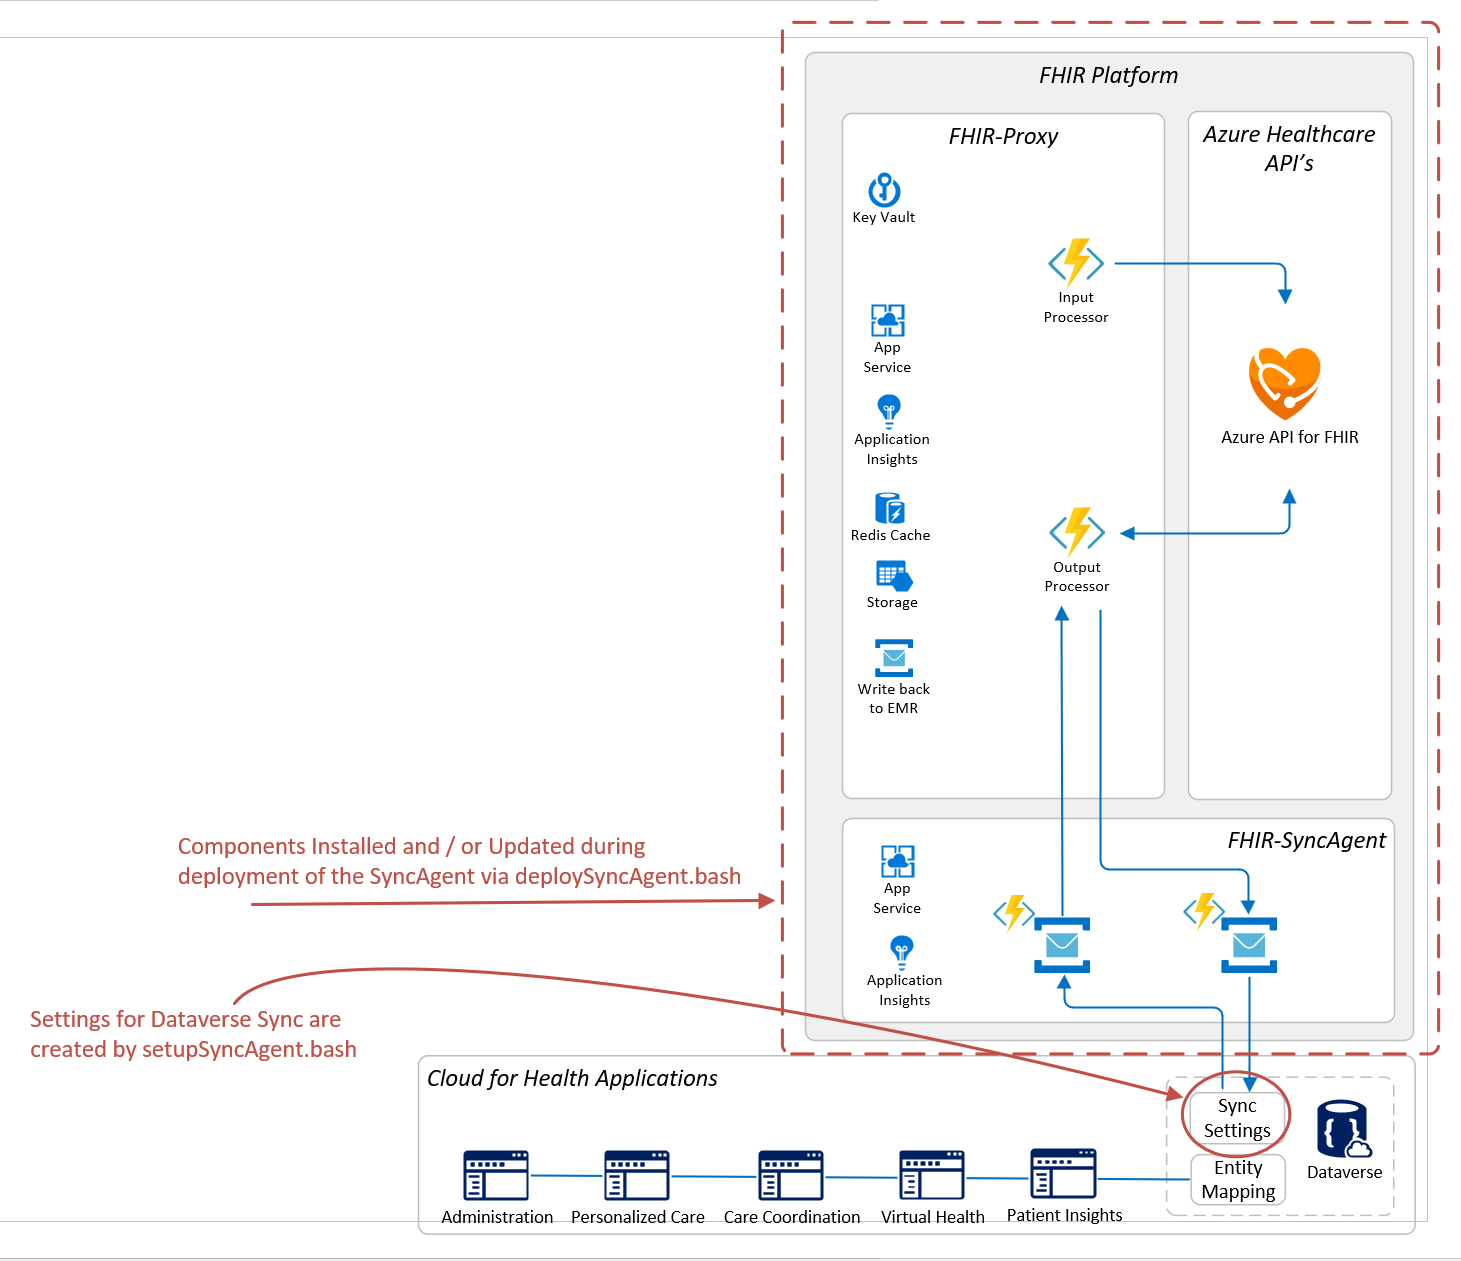 FHIR Platform
FHIR-Proxy
Azure Healthcare
API’s
Key Vault
Input
Processor
App
Service
Application
Insights
Azure API for FHIR
Redis Cache
Output
Processor
Storage
Write back
to EMR
FHIR-SyncAgent
App
Service
Application
Insights
Components Installed and / or Updated during
deployment of the SyncAgent via deploySyncAgent.bash
Settings for Dataverse Sync are
created by setupSyncAgent.bash
Cloud for Health Applications
Sync
Settings
Entity
Mapping
Dataverse
Administration
Personalized Care
Care Coordination
Virtual Health
Patient Insights